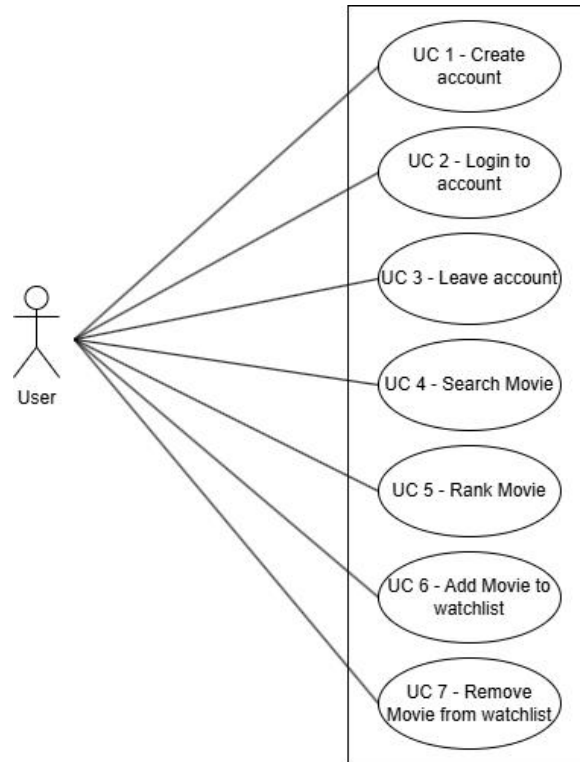 UC 1 - Create
account
UC 2 - Login to
account
UC 3 - Leave account
User
UC 4 - Search Movie
UC 5 - Rank Movie
UC 6 - Add Movie to
watchlist
UC 7 - Remove
Movie from watchlist